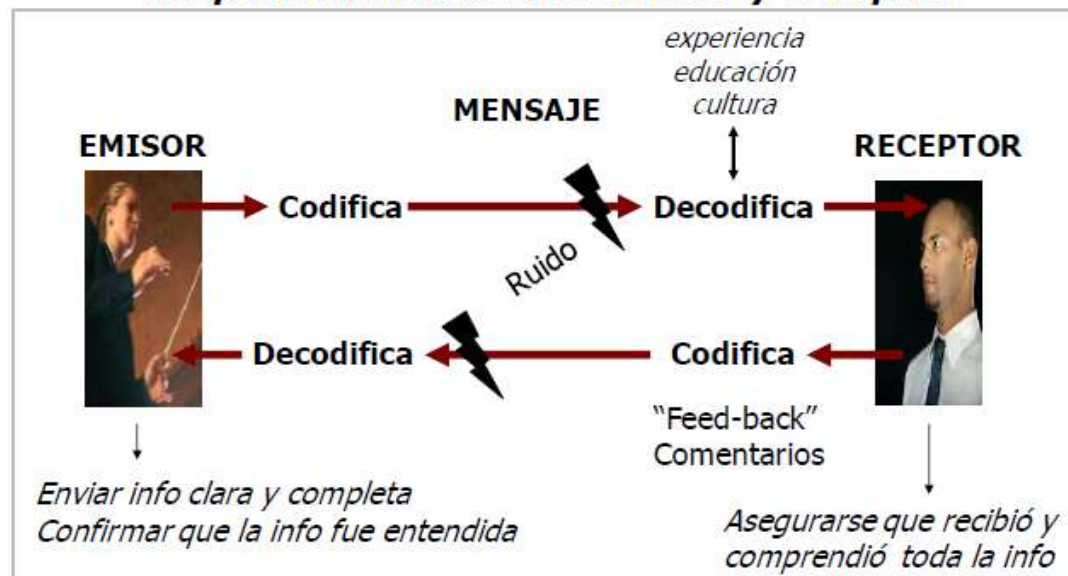 experiencia
educación
cultura
MENSAJE
EMISOR
RECEPTOR
Codifica
Decodifica
Ruido
Decodifica
Codifica
“Feed-back”
Comentarios
Enviar info clara y completa
Confirmar que la info fue entendida
Asegurarse que recibió y
comprendió toda la info